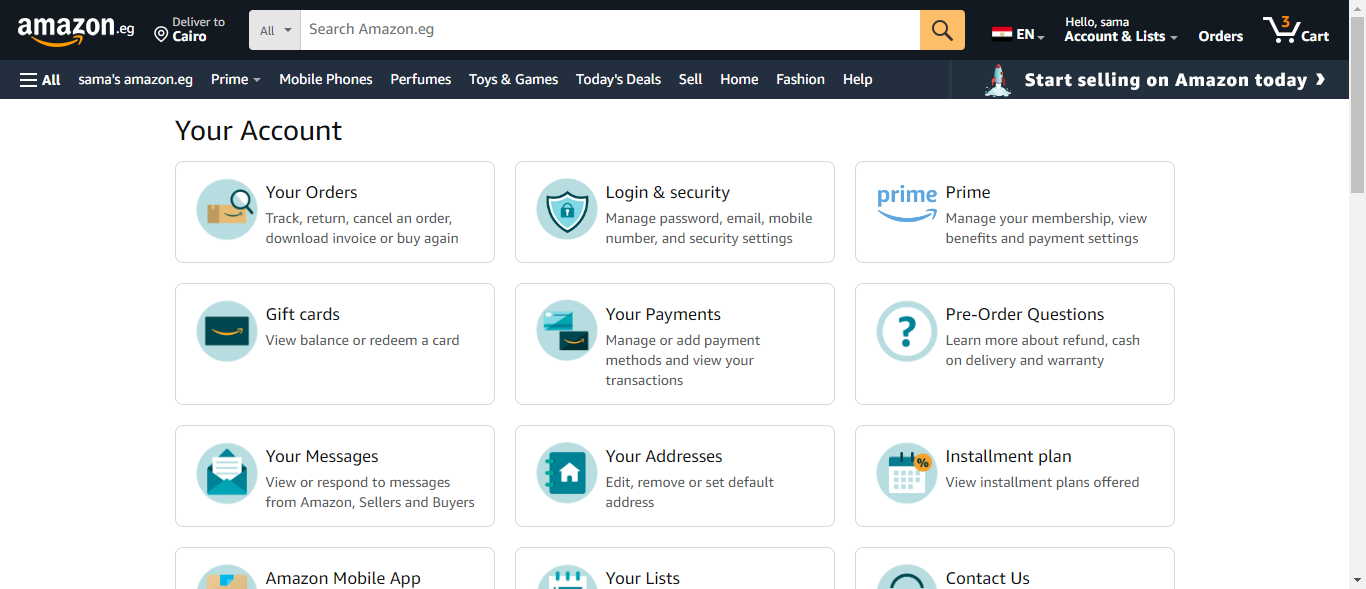 amazon.eg
Deliver to
Cairo
All
Search Amazon.eg
EN
Hello, sama
Account & Lists
Orders
3
Cart
All
sama's amazon.eg
Prime
Mobile Phones
Perfumes
Toys & Games
Today's Deals
Sell
Home
Fashion
Help
Start selling on Amazon today ❯
Your Account
Your Orders
Track, return, cancel an order,
download invoice or buy again
Login & security
Manage password, email, mobile
number, and security settings
prime
Prime
Manage your membership, view
benefits and payment settings
Gift cards
View balance or redeem a card
Your Payments
Manage or add payment
methods and view your
transactions
?
Pre-Order Questions
Learn more about refund, cash
on delivery and warranty
Your Messages
View or respond to messages
from Amazon, Sellers and Buyers
Your Addresses
Edit, remove or set default
address
%
Installment plan
View installment plans offered
Amazon Mobile App
Your Lists
Contact Us